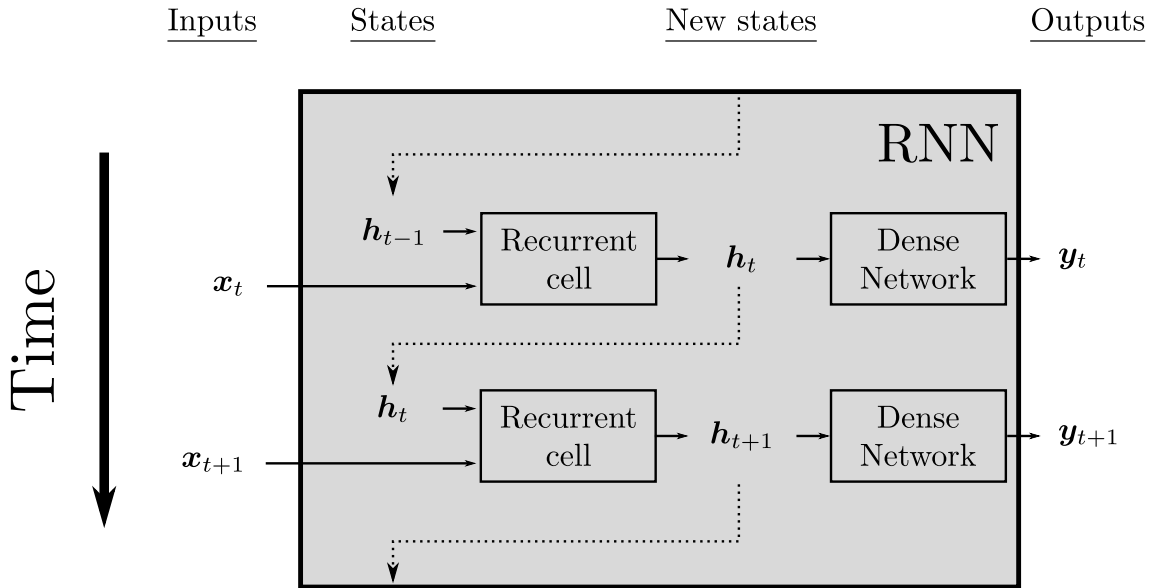 Inputs States New states Outputs
RNN
Time
h_{t−1} Recurrent cell h_t Dense Network y_t
x_t
h_t Recurrent cell h_{t+1} Dense Network y_{t+1}
x_{t+1}